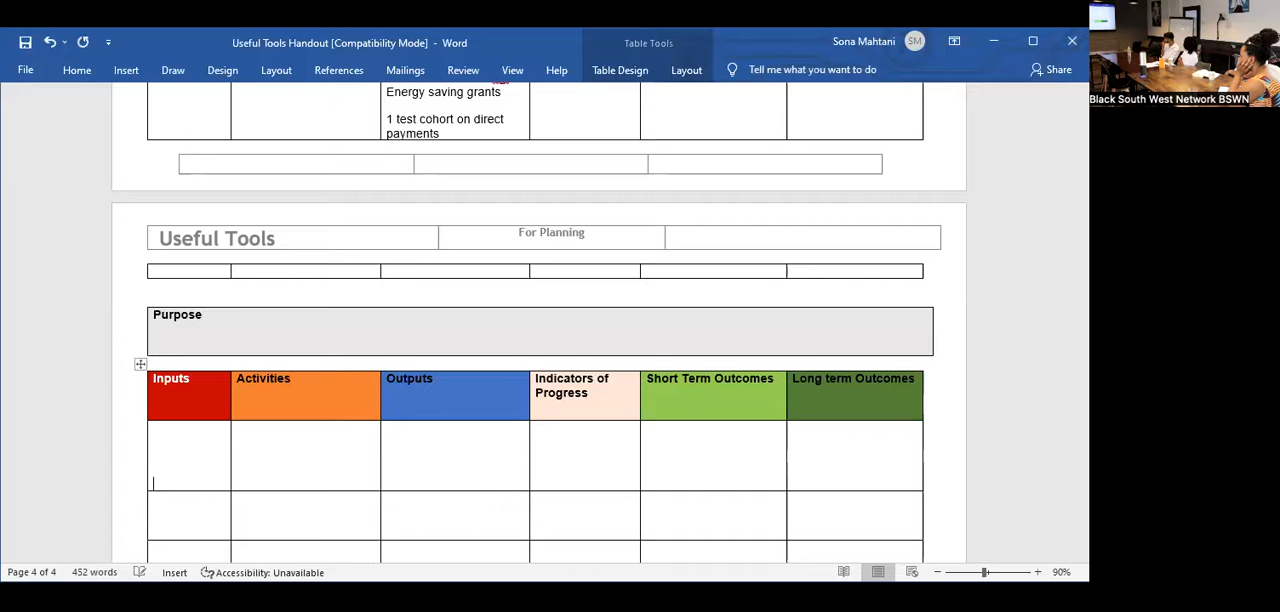 Useful Tools Handout [Compatibility Mode] - Word
Table Tools
Sona Mahtani
SM
File
Home
Insert
Draw
Design
Layout
References
Mailings
Review
View
Help
Table Design
Layout
Tell me what you want to do
Share
Black South West Network BSWN
Energy saving grants
1 test cohort on direct
payments
Useful Tools
For Planning
Purpose
Inputs
Activities
Outputs
Indicators of
Progress
Short Term Outcomes
Long term Outcomes
Page 4 of 4
452 words
Insert
Accessibility: Unavailable
90%